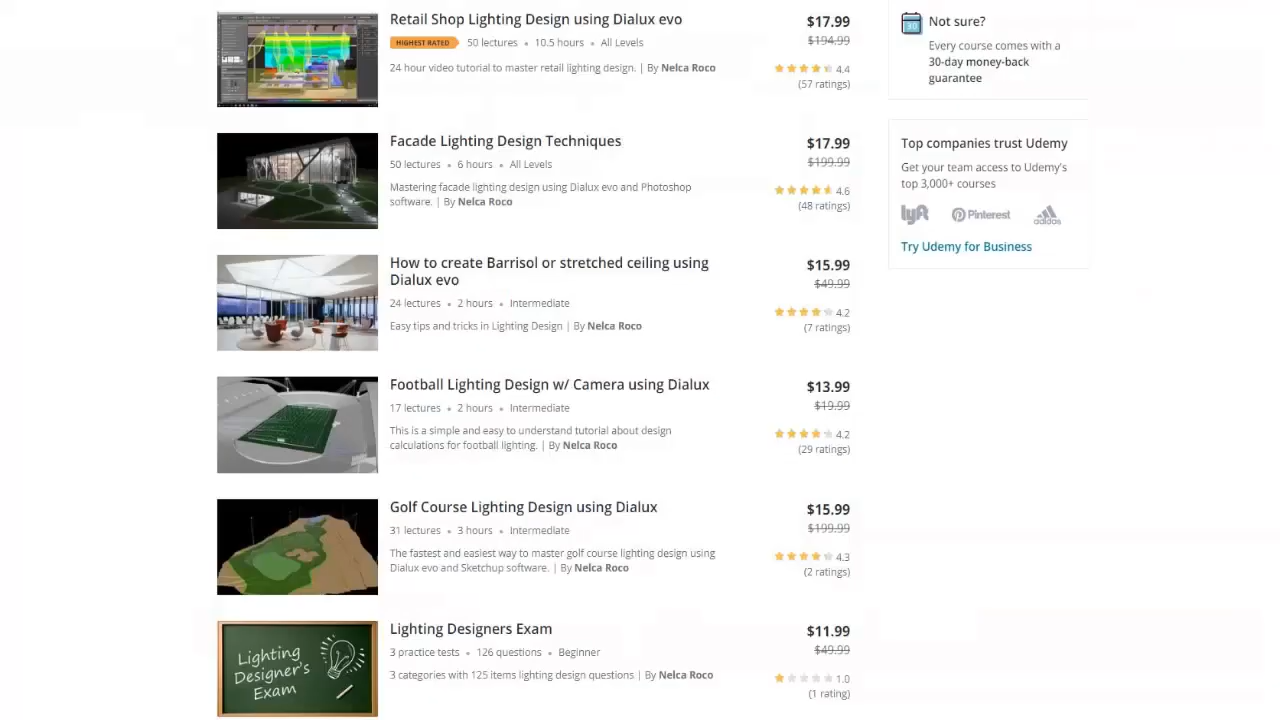 Retail Shop Lighting Design using Dialux evo
HIGHEST RATED 50 lectures • 10.5 hours • All Levels
24 hour video tutorial to master retail lighting design. | By Nelca Roco
$17.99
$194.99
4.4
(57 ratings)
Facade Lighting Design Techniques
50 lectures • 6 hours • All Levels
Mastering facade lighting design using Dialux evo and Photoshop
software. | By Nelca Roco
$17.99
$199.99
4.6
(48 ratings)
How to create Barrisol or stretched ceiling using
Dialux evo
24 lectures • 2 hours • Intermediate
Easy tips and tricks in Lighting Design | By Nelca Roco
$15.99
$49.99
4.2
(7 ratings)
Football Lighting Design w/ Camera using Dialux
17 lectures • 2 hours • Intermediate
This is a simple and easy to understand tutorial about design
calculations for football lighting. | By Nelca Roco
$13.99
$19.99
4.2
(29 ratings)
Golf Course Lighting Design using Dialux
31 lectures • 3 hours • Intermediate
The fastest and easiest way to master golf course lighting design using
Dialux evo and Sketchup software. | By Nelca Roco
$15.99
$199.99
4.3
(2 ratings)
Lighting
Designer's
Exam
Lighting Designers Exam
3 practice tests • 126 questions • Beginner
3 categories with 125 items lighting design questions | By Nelca Roco
$11.99
$49.99
1.0
(1 rating)
30
Not sure?
Every course comes with a
30-day money-back
guarantee
Top companies trust Udemy
Get your team access to Udemy's
top 3,000+ courses
lyft Pinterest adidas
Try Udemy for Business